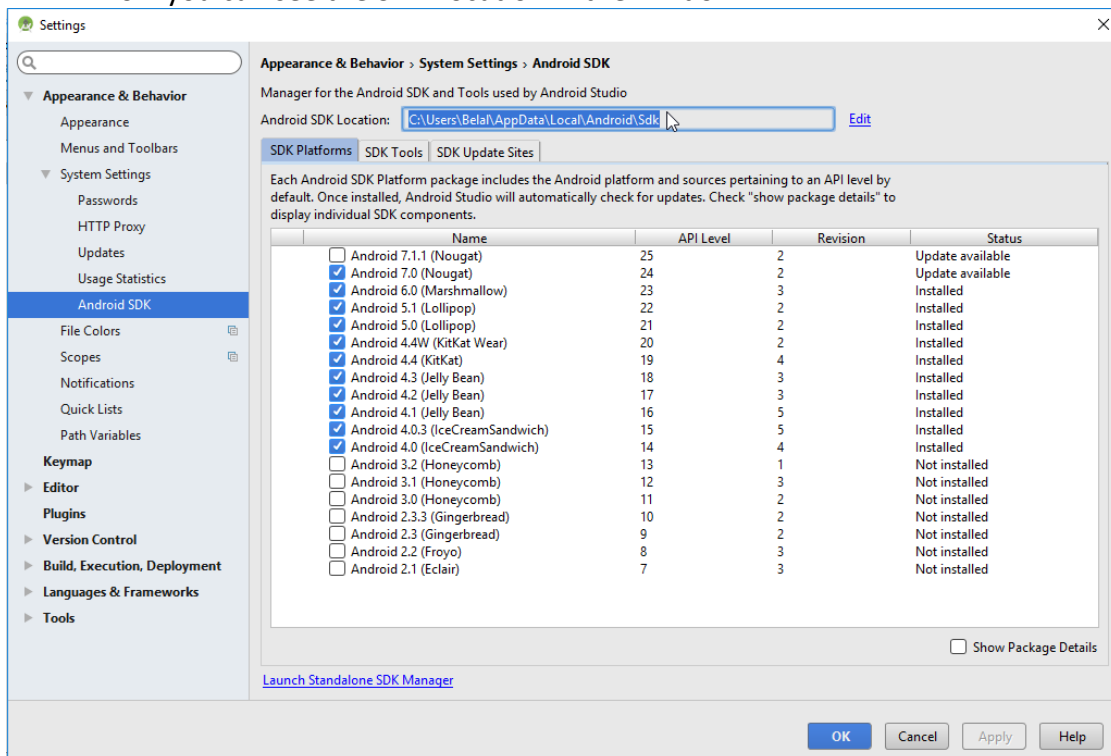 Settings
Appearance & Behavior
Appearance
Menus and Toolbars
System Settings
Passwords
HTTP Proxy
Updates
Usage Statistics
Android SDK
File Colors
Scopes
Notifications
Quick Lists
Path Variables
Keymap
Editor
Plugins
Version Control
Build, Execution, Deployment
Languages & Frameworks
Tools
Appearance & Behavior › System Settings › Android SDK
Manager for the Android SDK and Tools used by Android Studio
Android SDK Location: C:\Users\Belal\AppData\Local\Android\Sdk Edit
SDK Platforms SDK Tools SDK Update Sites
Each Android SDK Platform package includes the Android platform and sources pertaining to an API level by
default. Once installed, Android Studio will automatically check for updates. Check "show package details" to
display individual SDK components.
Name API Level Revision Status
Android 7.1.1 (Nougat) 25 2 Update available
Android 7.0 (Nougat) 24 2 Update available
Android 6.0 (Marshmallow) 23 3 Installed
Android 5.1 (Lollipop) 22 2 Installed
Android 5.0 (Lollipop) 21 2 Installed
Android 4.4W (KitKat Wear) 20 2 Installed
Android 4.4 (KitKat) 19 4 Installed
Android 4.3 (Jelly Bean) 18 3 Installed
Android 4.2 (Jelly Bean) 17 3 Installed
Android 4.1 (Jelly Bean) 16 5 Installed
Android 4.0.3 (IceCreamSandwich) 15 5 Installed
Android 4.0 (IceCreamSandwich) 14 4 Installed
Android 3.2 (Honeycomb) 13 1 Not installed
Android 3.1 (Honeycomb) 12 3 Not installed
Android 3.0 (Honeycomb) 11 2 Not installed
Android 2.3.3 (Gingerbread) 10 2 Not installed
Android 2.3 (Gingerbread) 9 2 Not installed
Android 2.2 (Froyo) 8 3 Not installed
Android 2.1 (Eclair) 7 3 Not installed
Show Package Details
Launch Standalone SDK Manager
OK Cancel Apply Help